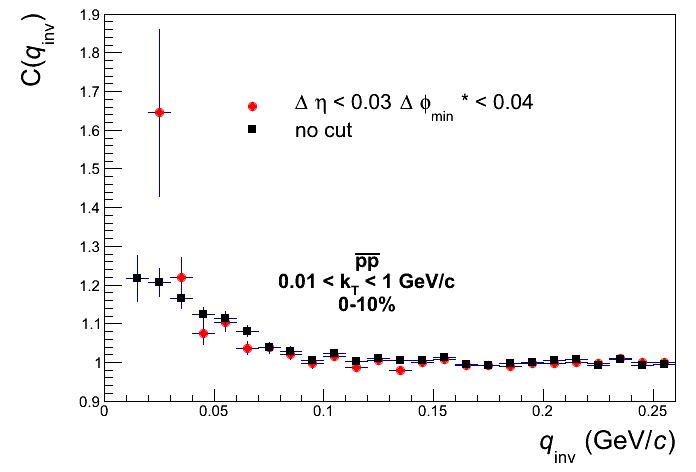 C(q_inv)
1.9
1.8
1.7
1.6
1.5
1.4
1.3
1.2
1.1
1
0.9
Δ η < 0.03 Δ ϕ_min * < 0.04
no cut
p̅p̅
0.01 < k_T < 1 GeV/c
0-10%
0 0.05 0.1 0.15 0.2 0.25
q_inv (GeV/c)